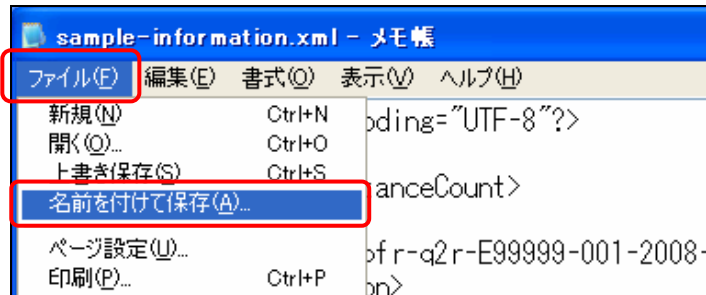 sample-information.xml - メモ帳
ファイル(F) 編集(E) 書式(O) 表示(V) ヘルプ(H)
新規(N) Ctrl+N
oding="UTF-8"?>
開く(O)... Ctrl+O
上書き保存(S) Ctrl+S
anceCount>
名前を付けて保存(A)...
ページ設定(U)...
ofr-q2r-E99999-001-2008-
印刷(P)... Ctrl+P
on>